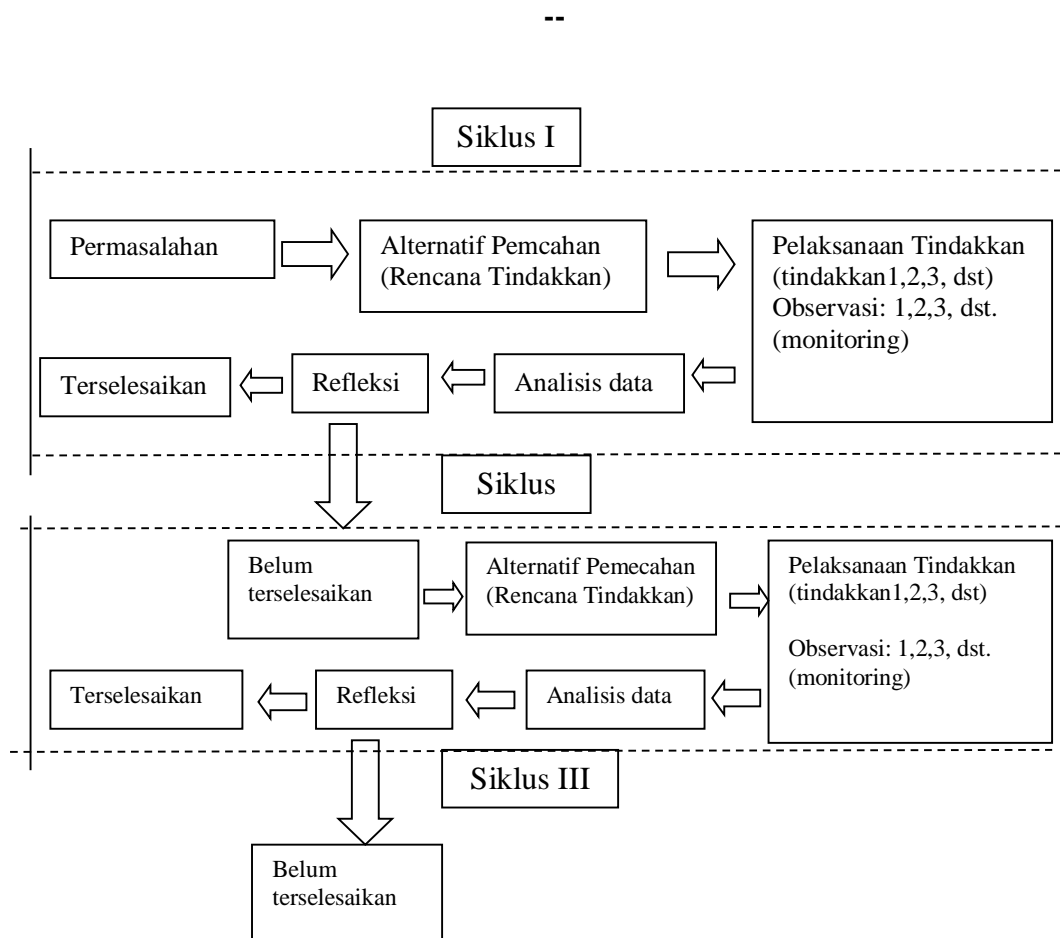 --
Siklus I
Permasalahan
Alternatif Pemcahan
(Rencana Tindakkan)
Pelaksanaan Tindakkan
(tindakkan1,2,3, dst)
Observasi: 1,2,3, dst.
(monitoring)
Terselesaikan
Refleksi
Analisis data
Siklus
Belum
terselesaikan
Alternatif Pemecahan
(Rencana Tindakkan)
Pelaksanaan Tindakkan
(tindakkan1,2,3, dst)
Observasi: 1,2,3, dst.
(monitoring)
Terselesaikan
Refleksi
Analisis data
Siklus III
Belum
terselesaikan